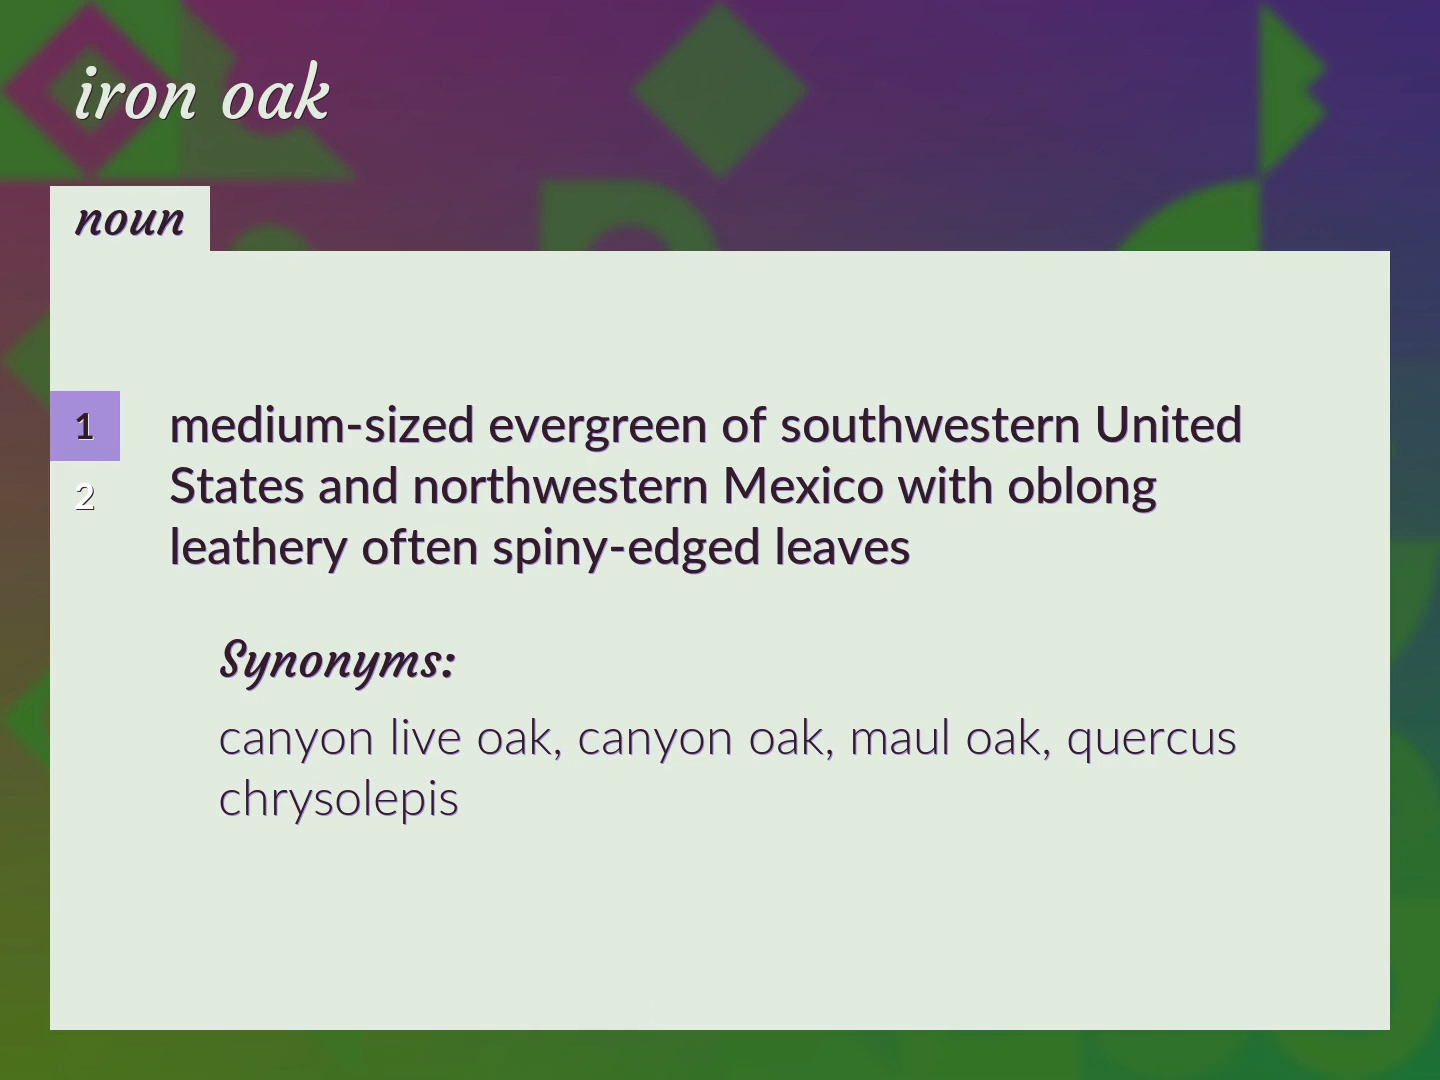 iron oak
noun
1
medium-sized evergreen of southwestern United
States and northwestern Mexico with oblong
leathery often spiny-edged leaves
2
Synonyms:
canyon live oak, canyon oak, maul oak, quercus
chrysolepis